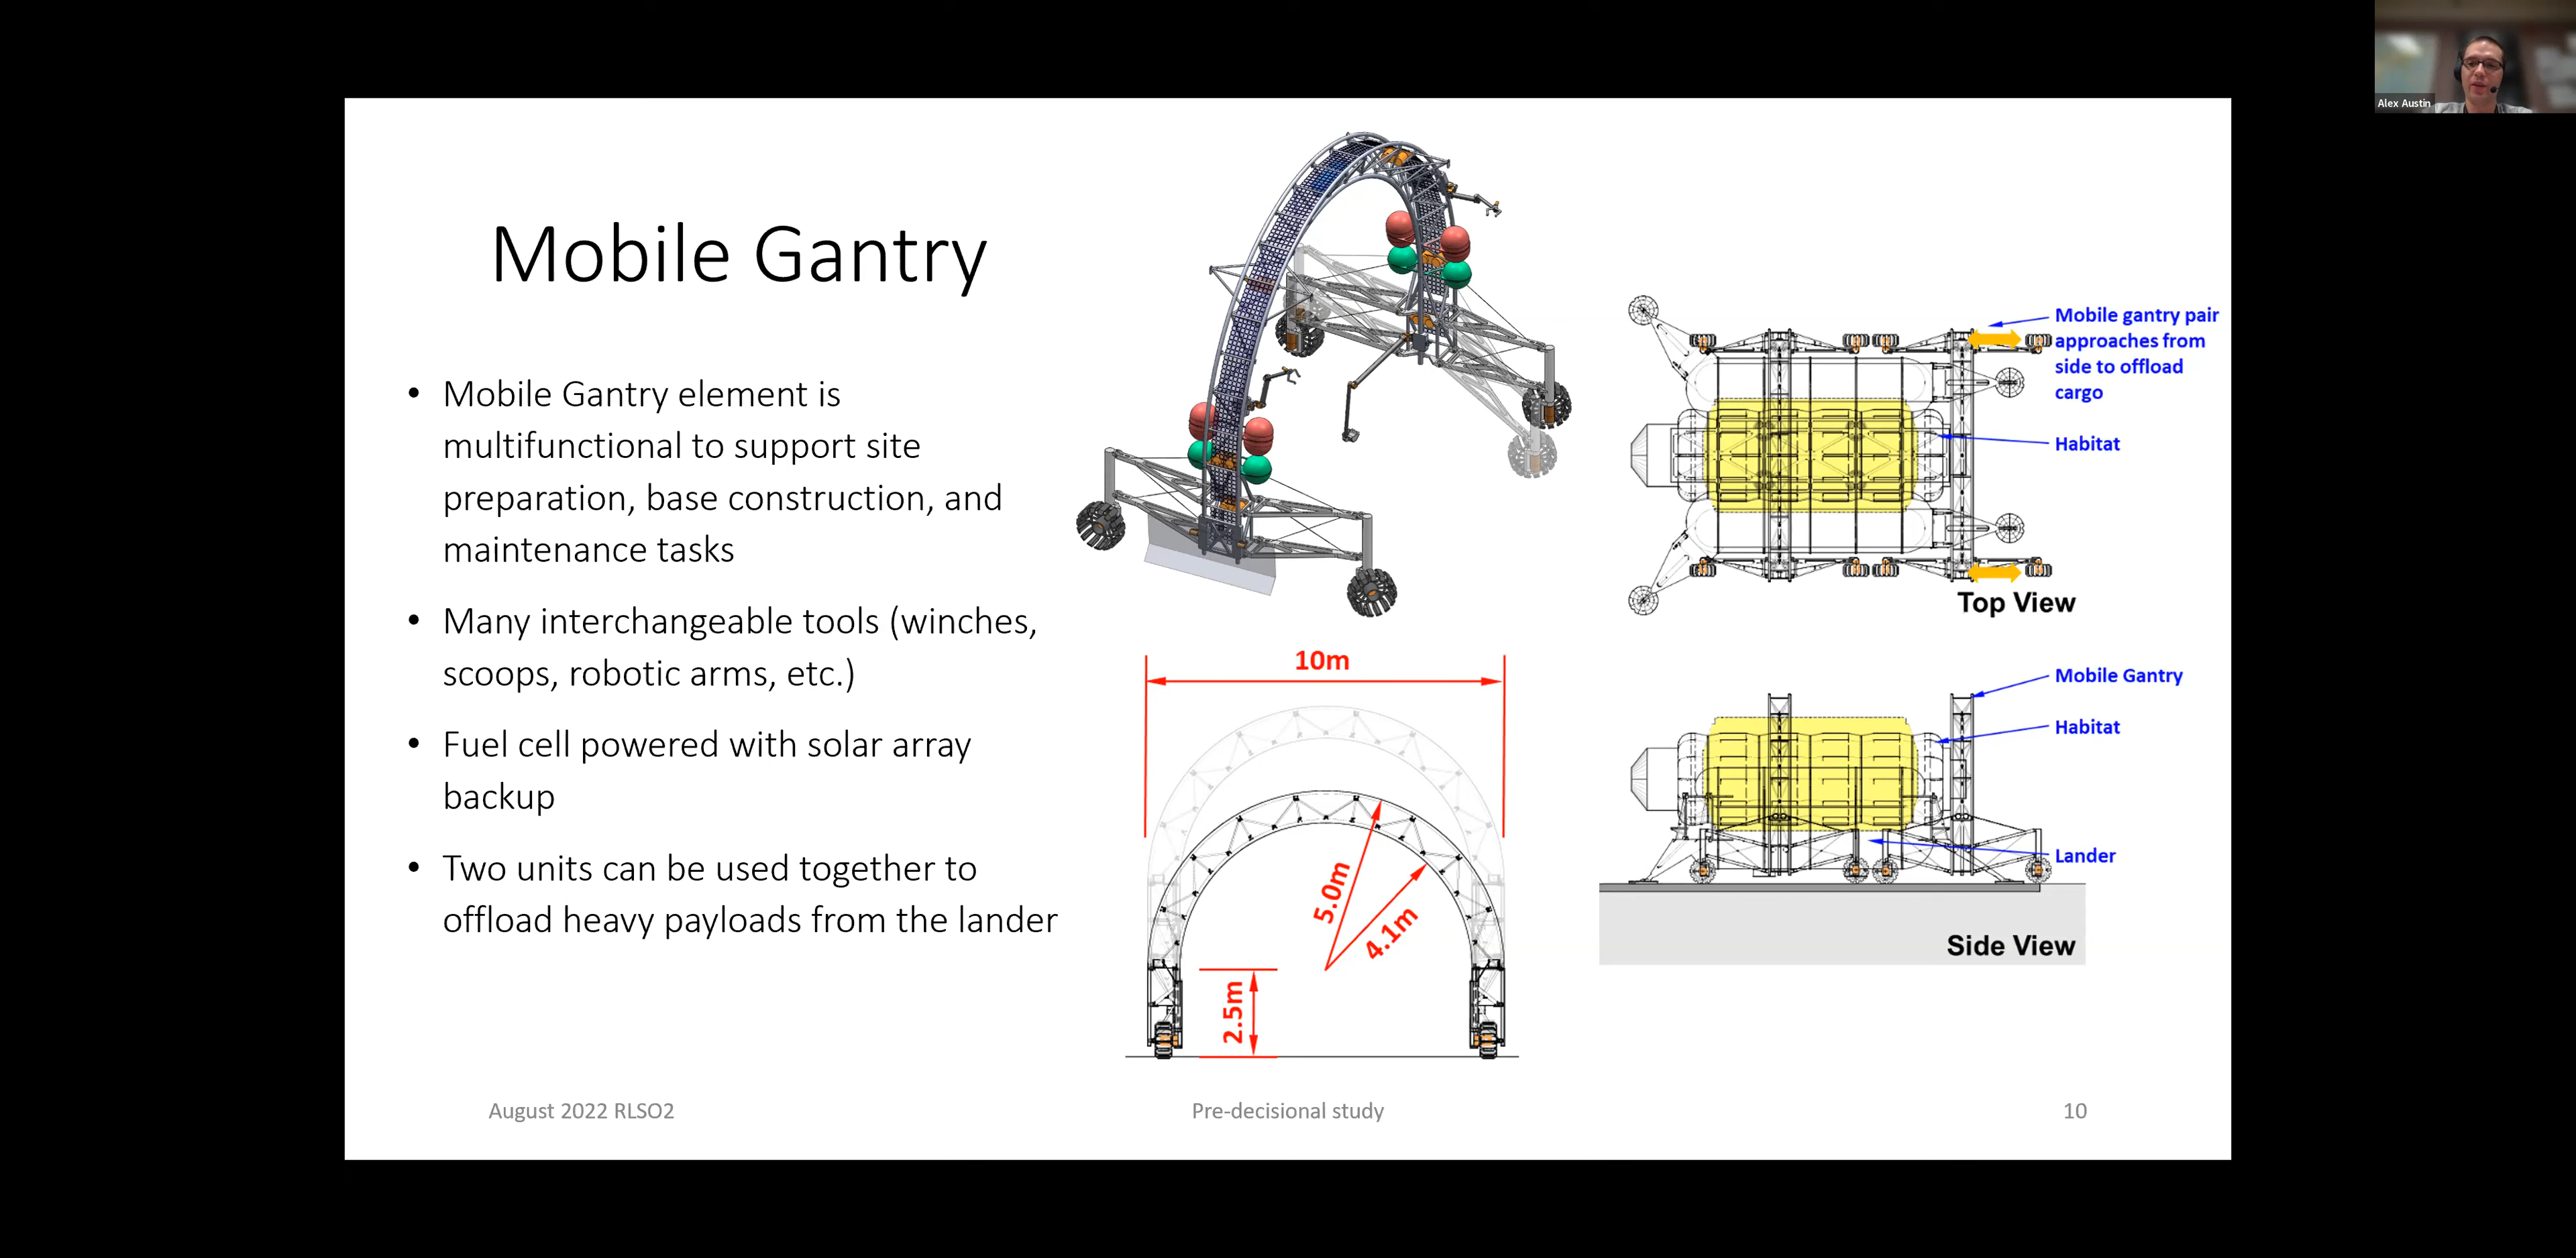 Alex Austin
Mobile Gantry
• Mobile Gantry element is
multifunctional to support site
preparation, base construction, and
maintenance tasks
• Many interchangeable tools (winches,
scoops, robotic arms, etc.)
• Fuel cell powered with solar array
backup
• Two units can be used together to
offload heavy payloads from the lander
10m
5.0m
4.1m
2.5m
Mobile gantry pair
approaches from
side to offload
cargo
Habitat
Top View
Mobile Gantry
Habitat
Lander
Side View
August 2022 RLSO2
Pre-decisional study
10